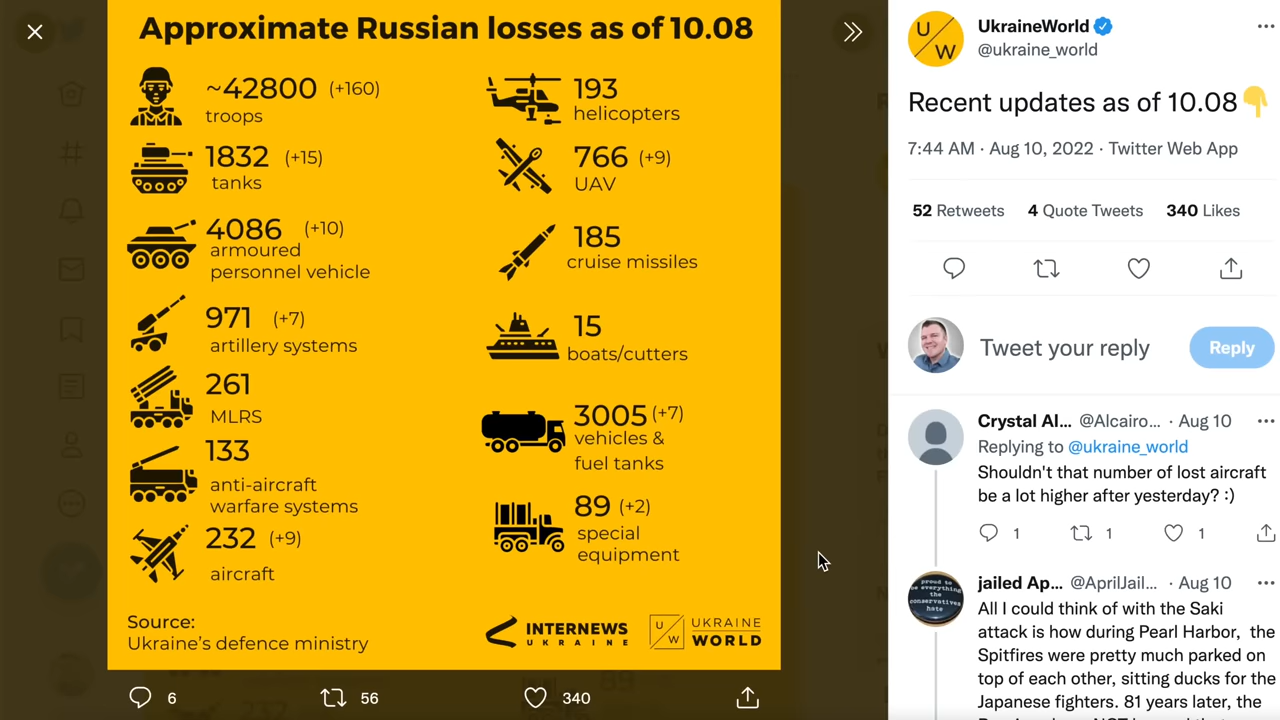 Approximate Russian losses as of 10.08
~42800 (+160)
troops
1832 (+15)
tanks
4086 (+10)
armoured
personnel vehicle
971 (+7)
artillery systems
261
MLRS
133
anti-aircraft
warfare systems
232 (+9)
aircraft
193
helicopters
766 (+9)
UAV
185
cruise missiles
15
boats/cutters
3005 (+7)
vehicles &
fuel tanks
89 (+2)
special
equipment
Source:
Ukraine's defence ministry
INTERNEWS
UKRAINE
U W
UKRAINE
WORLD
6 56 340
U W
UkraineWorld
@ukraine_world
Recent updates as of 10.08
7:44 AM · Aug 10, 2022 · Twitter Web App
52 Retweets 4 Quote Tweets 340 Likes
Tweet your reply
Reply
Crystal Al... @Alcairo... · Aug 10
Replying to @ukraine_world
Shouldn't that number of lost aircraft
be a lot higher after yesterday? :)
1 1 1
proud to
be everything
the
conservatives
hate
jailed Ap... @AprilJail... · Aug 10
All I could think of with the Saki
attack is how during Pearl Harbor, the
Spitfires were pretty much parked on
top of each other, sitting ducks for the
Japanese fighters. 81 years later, the